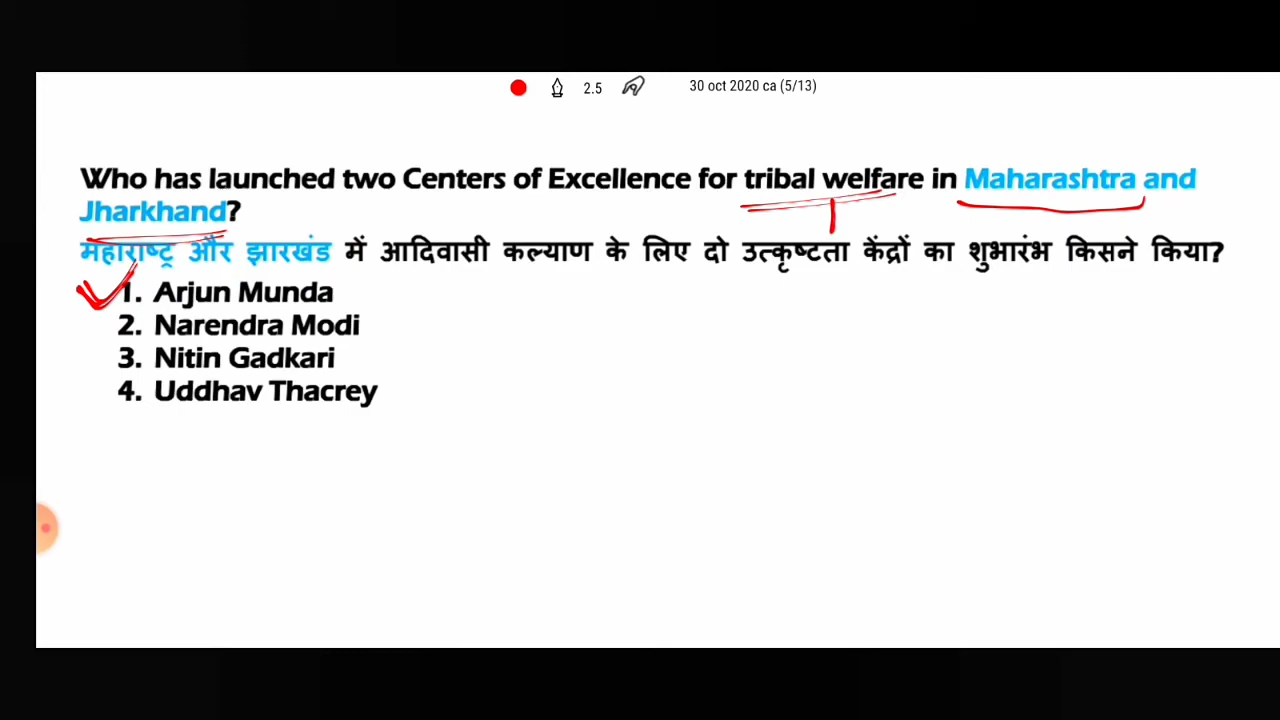 2.5 30 oct 2020 ca (5/13)
Who has launched two Centers of Excellence for tribal welfare in Maharashtra and
Jharkhand?
महाराष्ट्र और झारखंड में आदिवासी कल्याण के लिए दो उत्कृष्टता केंद्रों का शुभारंभ किसने किया?
1. Arjun Munda
2. Narendra Modi
3. Nitin Gadkari
4. Uddhav Thacrey